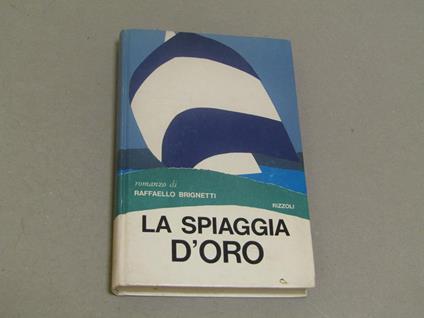 romanzo di
RAFFAELLO BRIGNETTI
RIZZOLI
LA SPIAGGIA
D'ORO